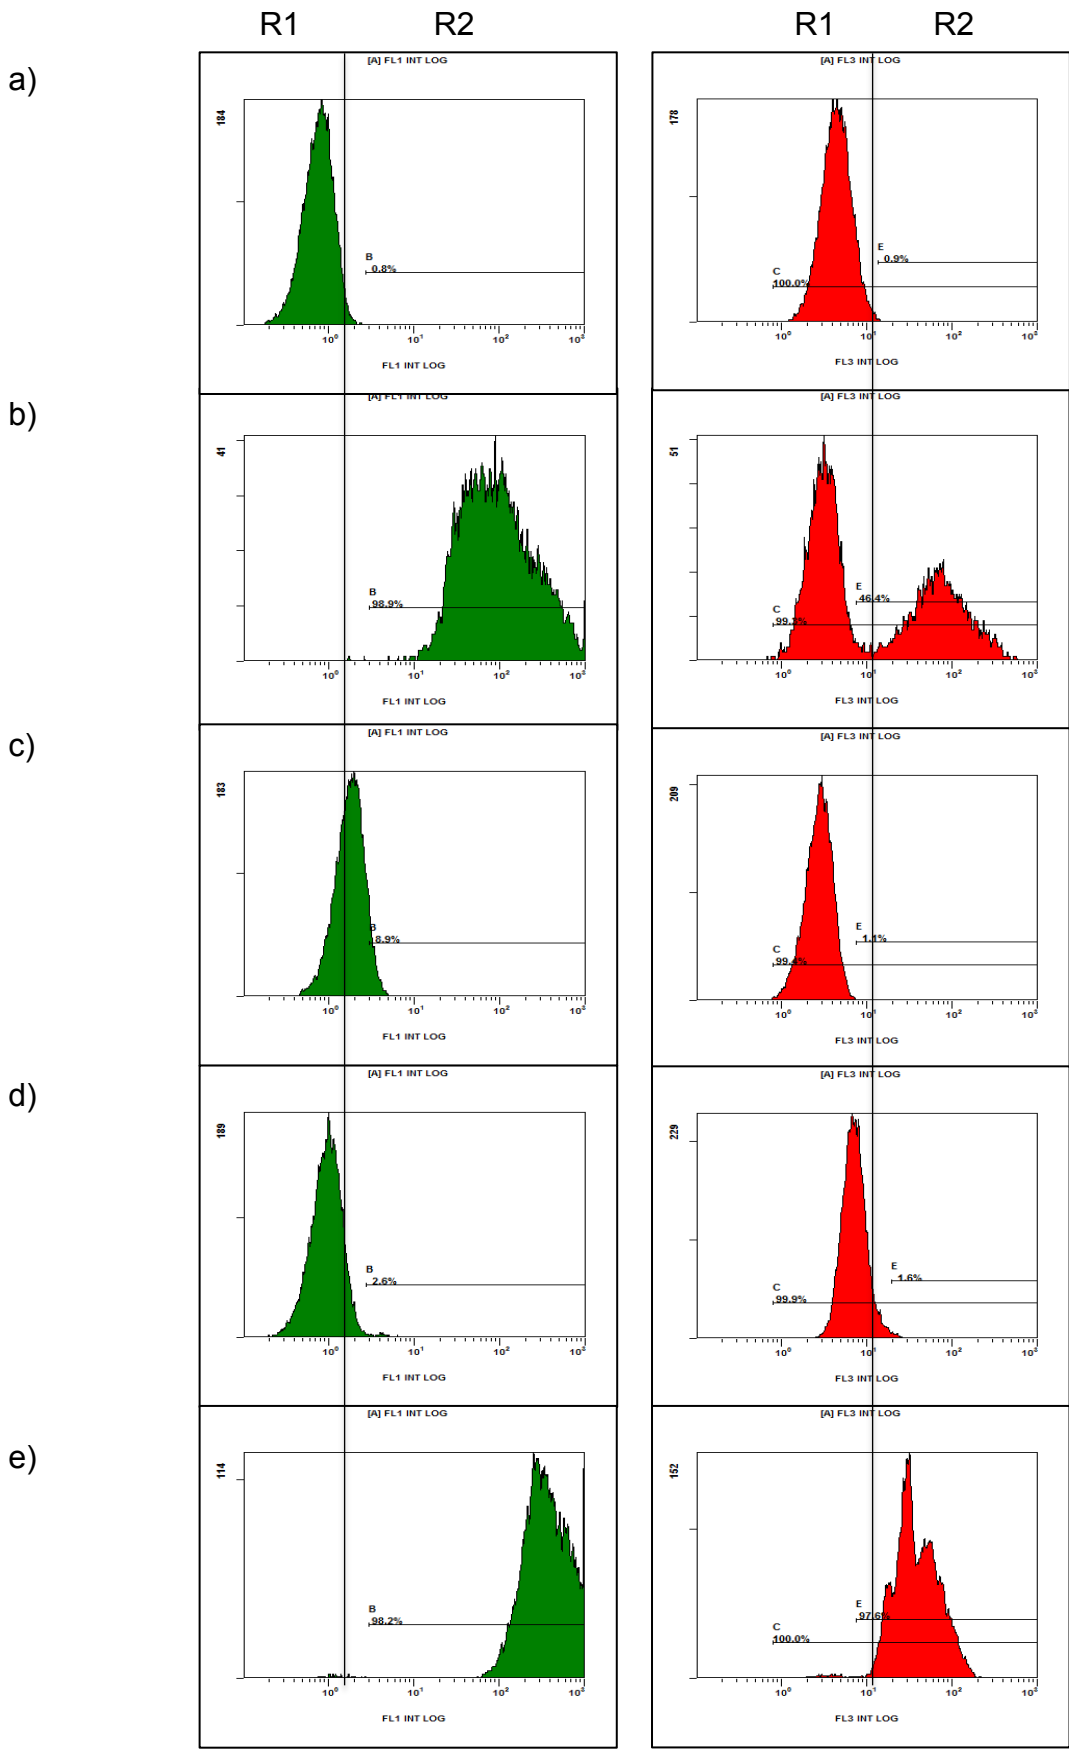 R1 R2 R1 R2
a)
[A] FL1 INT LOG
184
B
0.8%
10⁰ 10¹ 10² 10³
FL1 INT LOG
[A] FL3 INT LOG
178
E
0.9%
C
100.0%
10⁰ 10¹ 10² 10³
FL3 INT LOG
b)
[A] FL1 INT LOG
41
B
98.9%
10⁰ 10¹ 10² 10³
FL1 INT LOG
[A] FL3 INT LOG
51
E
46.4%
C
99.3%
10⁰ 10¹ 10² 10³
FL3 INT LOG
c)
[A] FL1 INT LOG
183
B
8.9%
10⁰ 10¹ 10² 10³
FL1 INT LOG
[A] FL3 INT LOG
209
E
1.1%
C
99.4%
10⁰ 10¹ 10² 10³
FL3 INT LOG
d)
[A] FL1 INT LOG
189
B
2.6%
10⁰ 10¹ 10² 10³
FL1 INT LOG
[A] FL3 INT LOG
229
E
1.6%
C
99.9%
10⁰ 10¹ 10² 10³
FL3 INT LOG
e)
[A] FL1 INT LOG
114
B
98.2%
10⁰ 10¹ 10² 10³
FL1 INT LOG
[A] FL3 INT LOG
152
E
97.6%
C
100.0%
10⁰ 10¹ 10² 10³
FL3 INT LOG